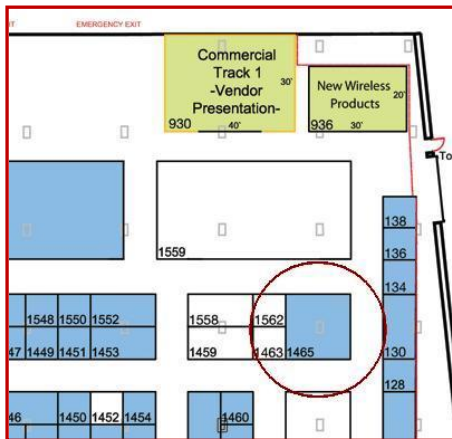 EMERGENCY EXIT
Commercial
Track 1
-Vendor
Presentation-
30'
930
40'
New Wireless
Products
20'
936
30'
To
1559
138
136
134
130
128
1548 1550 1552
47 1449 1451 1453
1558 1562
1459 1463 1465
46 1450 1452 1454
1460